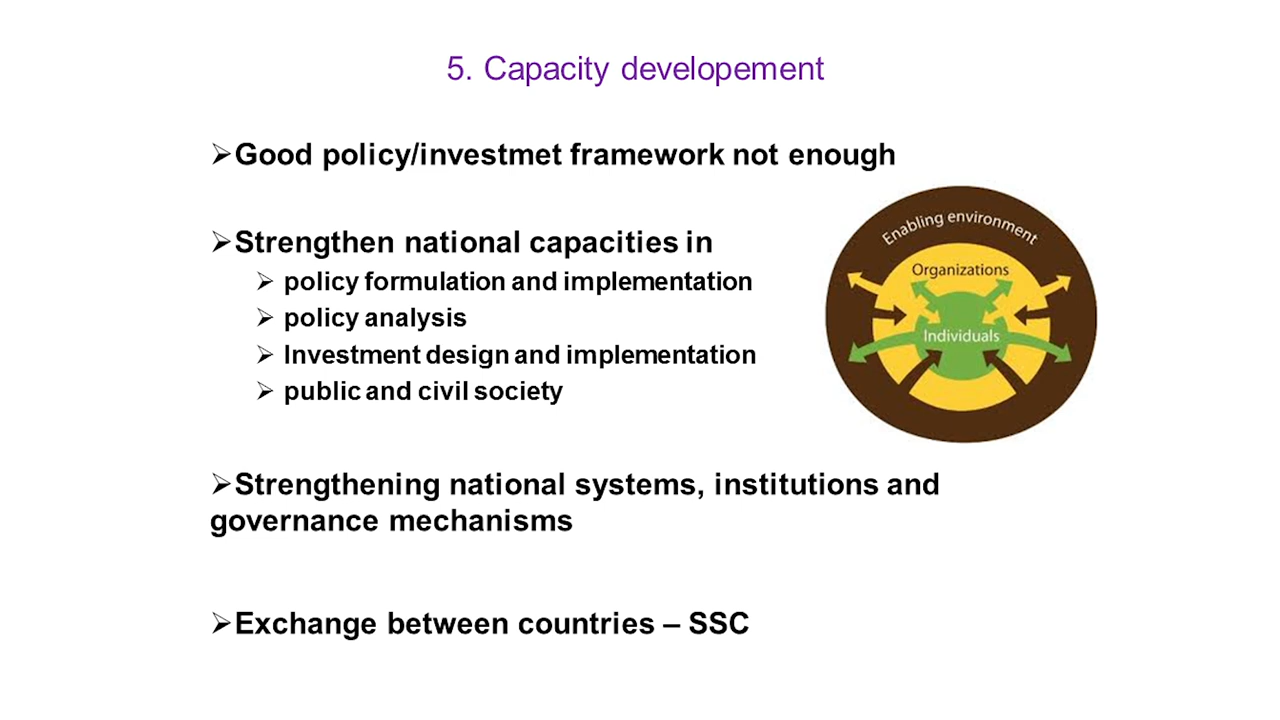 5. Capacity developement
➢Good policy/investmet framework not enough
➢Strengthen national capacities in
➢ policy formulation and implementation
➢ policy analysis
➢ Investment design and implementation
➢ public and civil society
Enabling environment
Organizations
Individuals
➢Strengthening national systems, institutions and
governance mechanisms
➢Exchange between countries – SSC